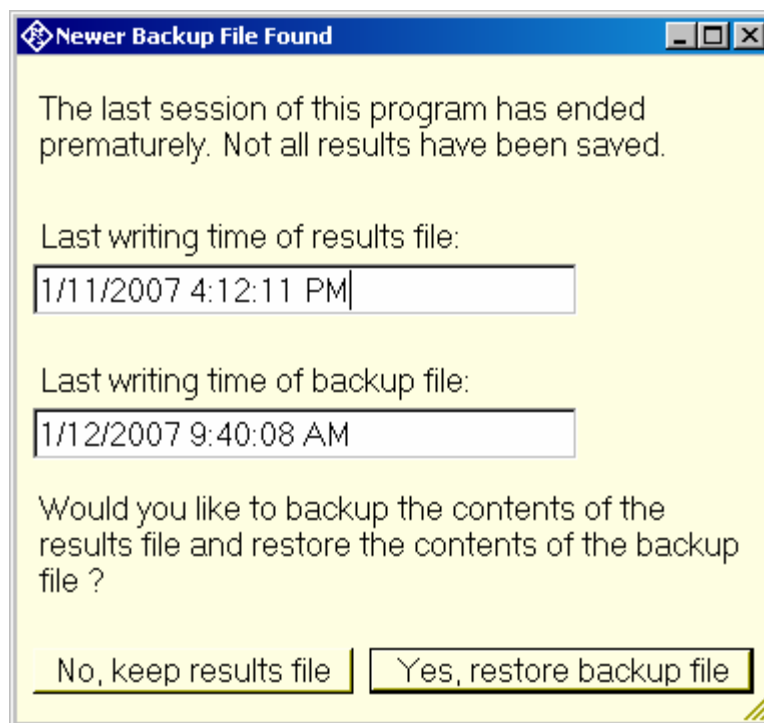 Newer Backup File Found
The last session of this program has ended
prematurely. Not all results have been saved.
Last writing time of results file:
1/11/2007 4:12:11 PM
Last writing time of backup file:
1/12/2007 9:40:08 AM
Would you like to backup the contents of the
results file and restore the contents of the backup
file ?
No, keep results file Yes, restore backup file